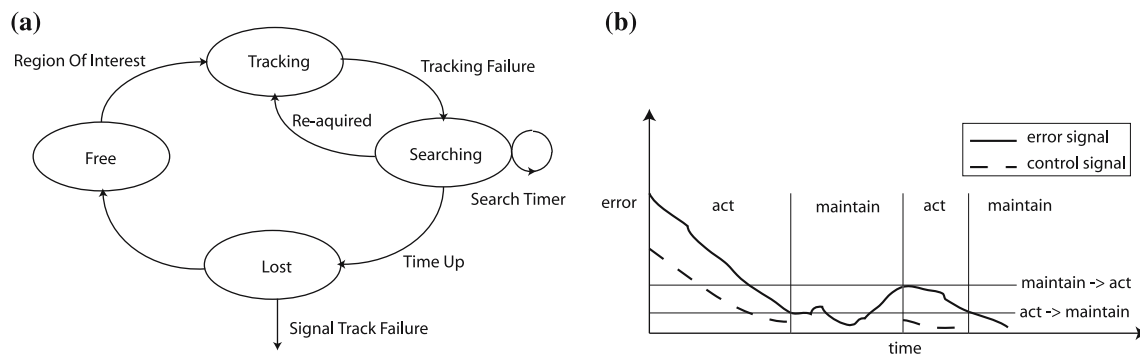 (a)
Region Of Interest
Tracking
Tracking Failure
Re-aquired
Free
Searching
Search Timer
Lost
Time Up
Signal Track Failure
(b)
error signal
control signal
error
act
maintain
act
maintain
maintain -> act
act -> maintain
time